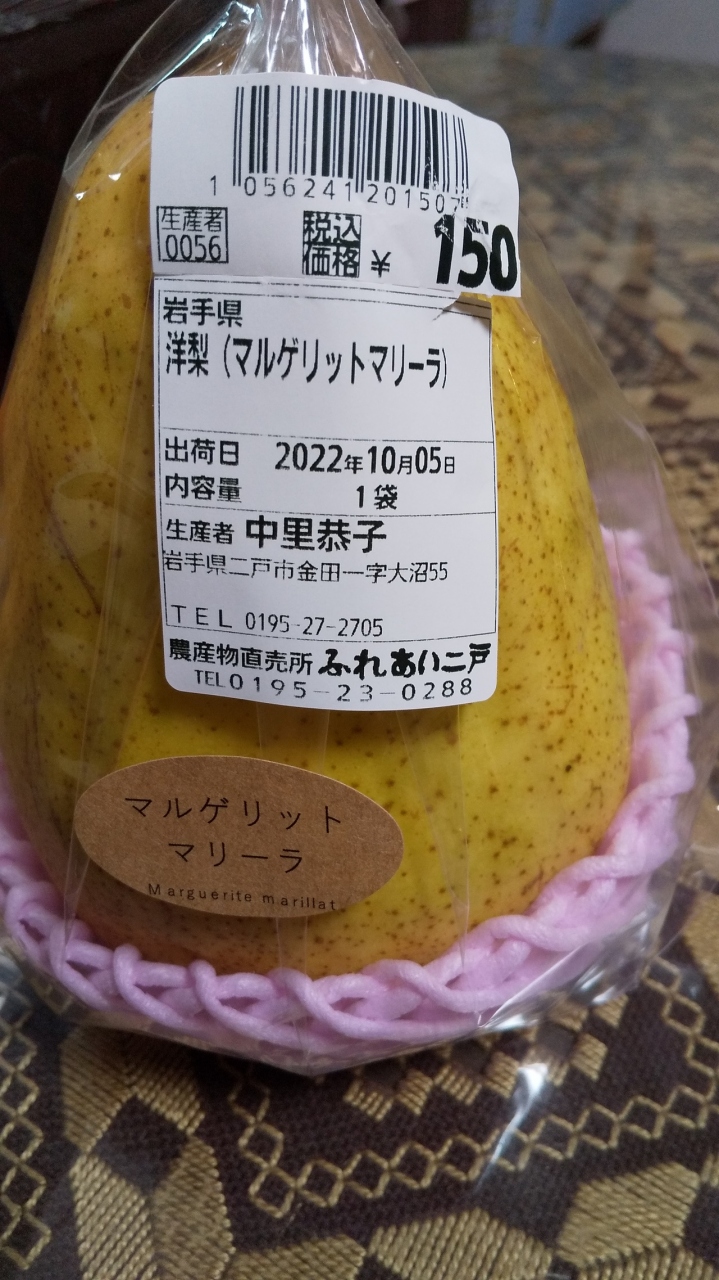 1 056241 201507
生産者
0056
税込
価格 ¥ 150
岩手県
洋梨（マルゲリットマリーラ）
出荷日 2022年10月05日
内容量 1袋
生産者 中里恭子
岩手県二戸市金田一字大沼55
TEL 0195-27-2705
農産物直売所 ふれあい二戸
TEL0195-23-0288
マルゲリット
マリーラ
Marguerite marillat